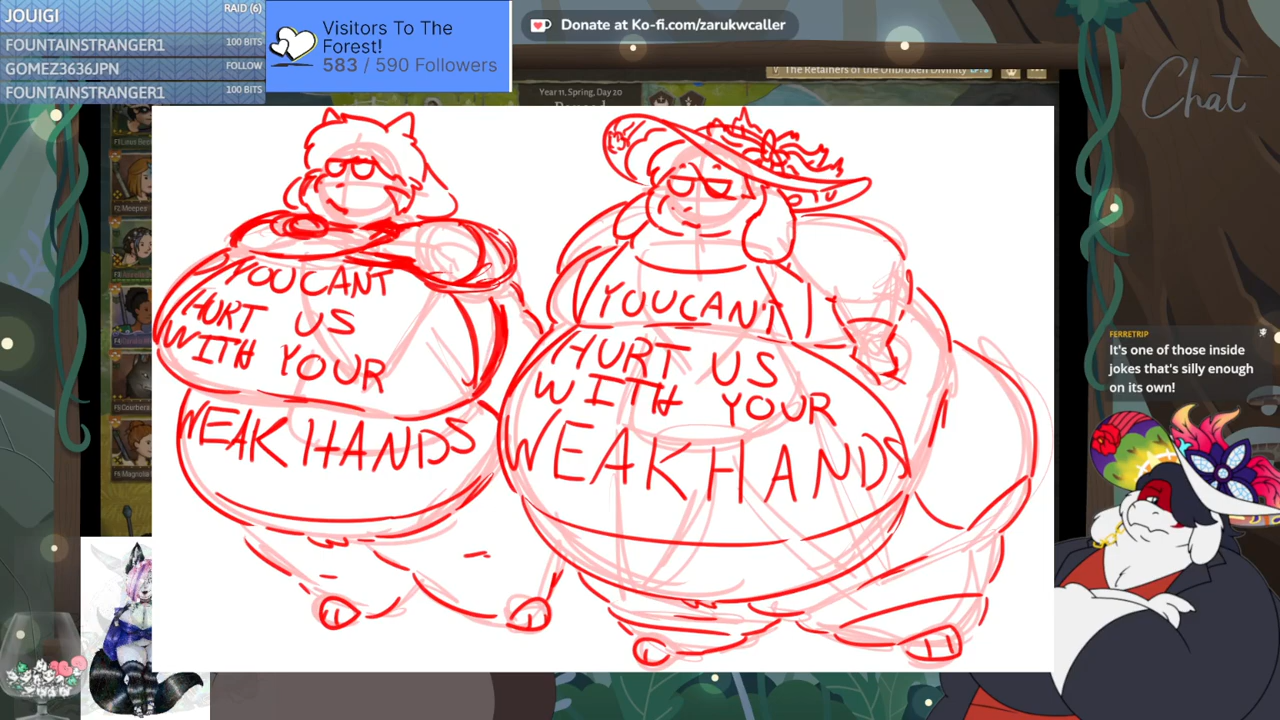 JOUIGI
RAID (6)
FOUNTAINSTRANGER1
100 BITS
GOMEZ3636JPN
FOLLOW
FOUNTAINSTRANGER1
100 BITS
Visitors To The
Forest!
583 / 590 Followers
Donate at Ko-fi.com/zarukwcaller
The Retainers of the Unbroken Divinity
Year 11, Spring, Day 20
Chat
YOU CANT
HURT US
WITH YOUR
WEAK HANDS
YOU CANT
HURT US
WITH YOUR
WEAK HANDS
FERRETRIP
It's one of those inside
jokes that's silly enough
on its own!